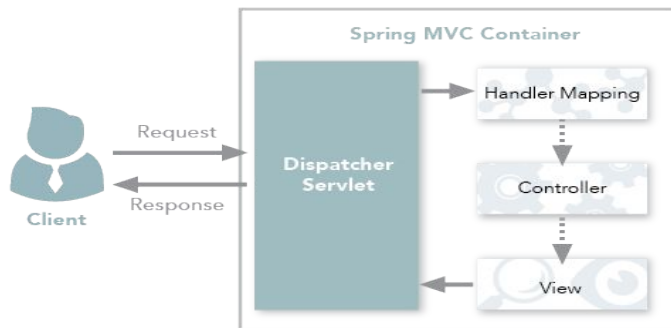 Spring MVC Container
Handler Mapping
Request
Dispatcher
Servlet
Controller
Response
Client
View